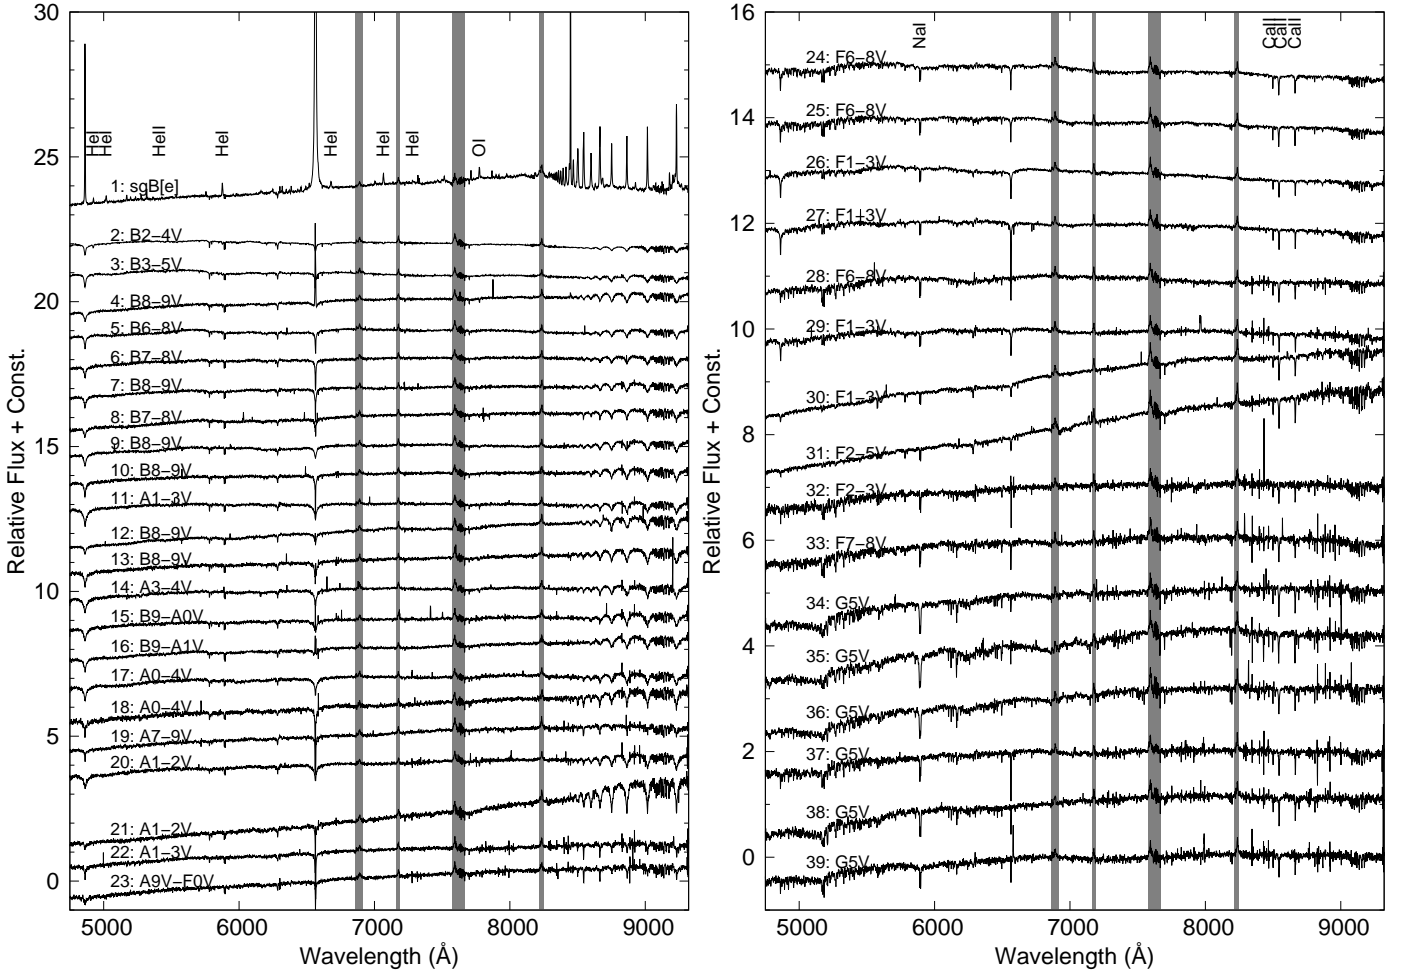 30
25
20
15
10
5
0
5000
6000
7000
8000
9000
Wavelength (Å)
Relative Flux + Const.
HeI
HeI
HeII
HeI
HeI
HeI
HeI
OI
1: sgB[e]
2: B2–4V
3: B3–5V
4: B8–9V
5: B6–8V
6: B7–8V
7: B8–9V
8: B7–8V
9: B8–9V
10: B8–9V
11: A1–3V
12: B8–9V
13: B8–9V
14: A3–4V
15: B9–A0V
16: B9–A1V
17: A0–4V
18: A0–4V
19: A7–9V
20: A1–2V
21: A1–2V
22: A1–3V
23: A9V–F0V
16
14
12
10
8
6
4
2
0
5000
6000
7000
8000
9000
Wavelength (Å)
Relative Flux + Const.
NaI
CaII
CaII
CaII
24: F6–8V
25: F6–8V
26: F1–3V
27: F1–3V
28: F6–8V
29: F1–3V
30: F1–3V
31: F2–5V
32: F2–3V
33: F7–8V
34: G5V
35: G5V
36: G5V
37: G5V
38: G5V
39: G5V